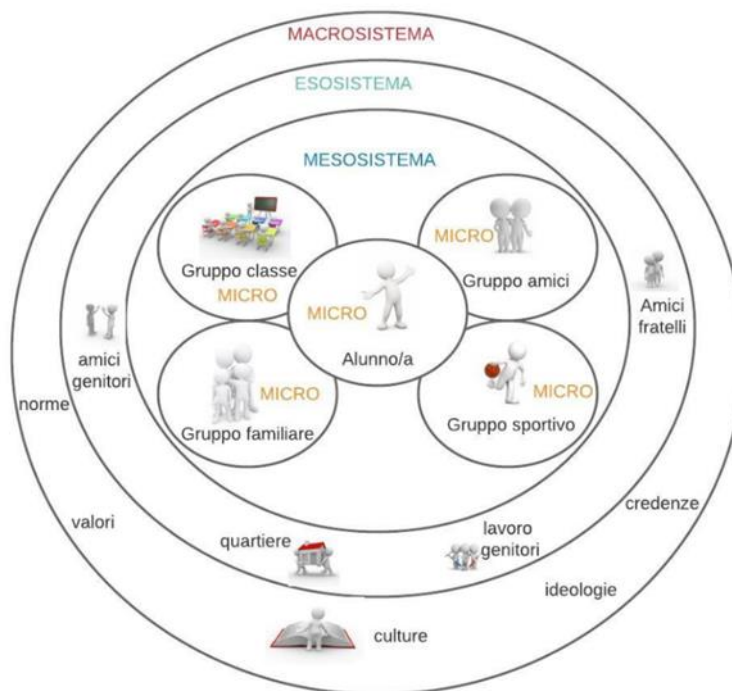 MACROSISTEMA
ESOSISTEMA
MESOSISTEMA
Gruppo classe
MICRO
MICRO
Gruppo amici
MICRO
Alunno/a
MICRO
Gruppo familiare
MICRO
Gruppo sportivo
amici
genitori
Amici
fratelli
norme
valori
quartiere
lavoro
genitori
credenze
ideologie
culture